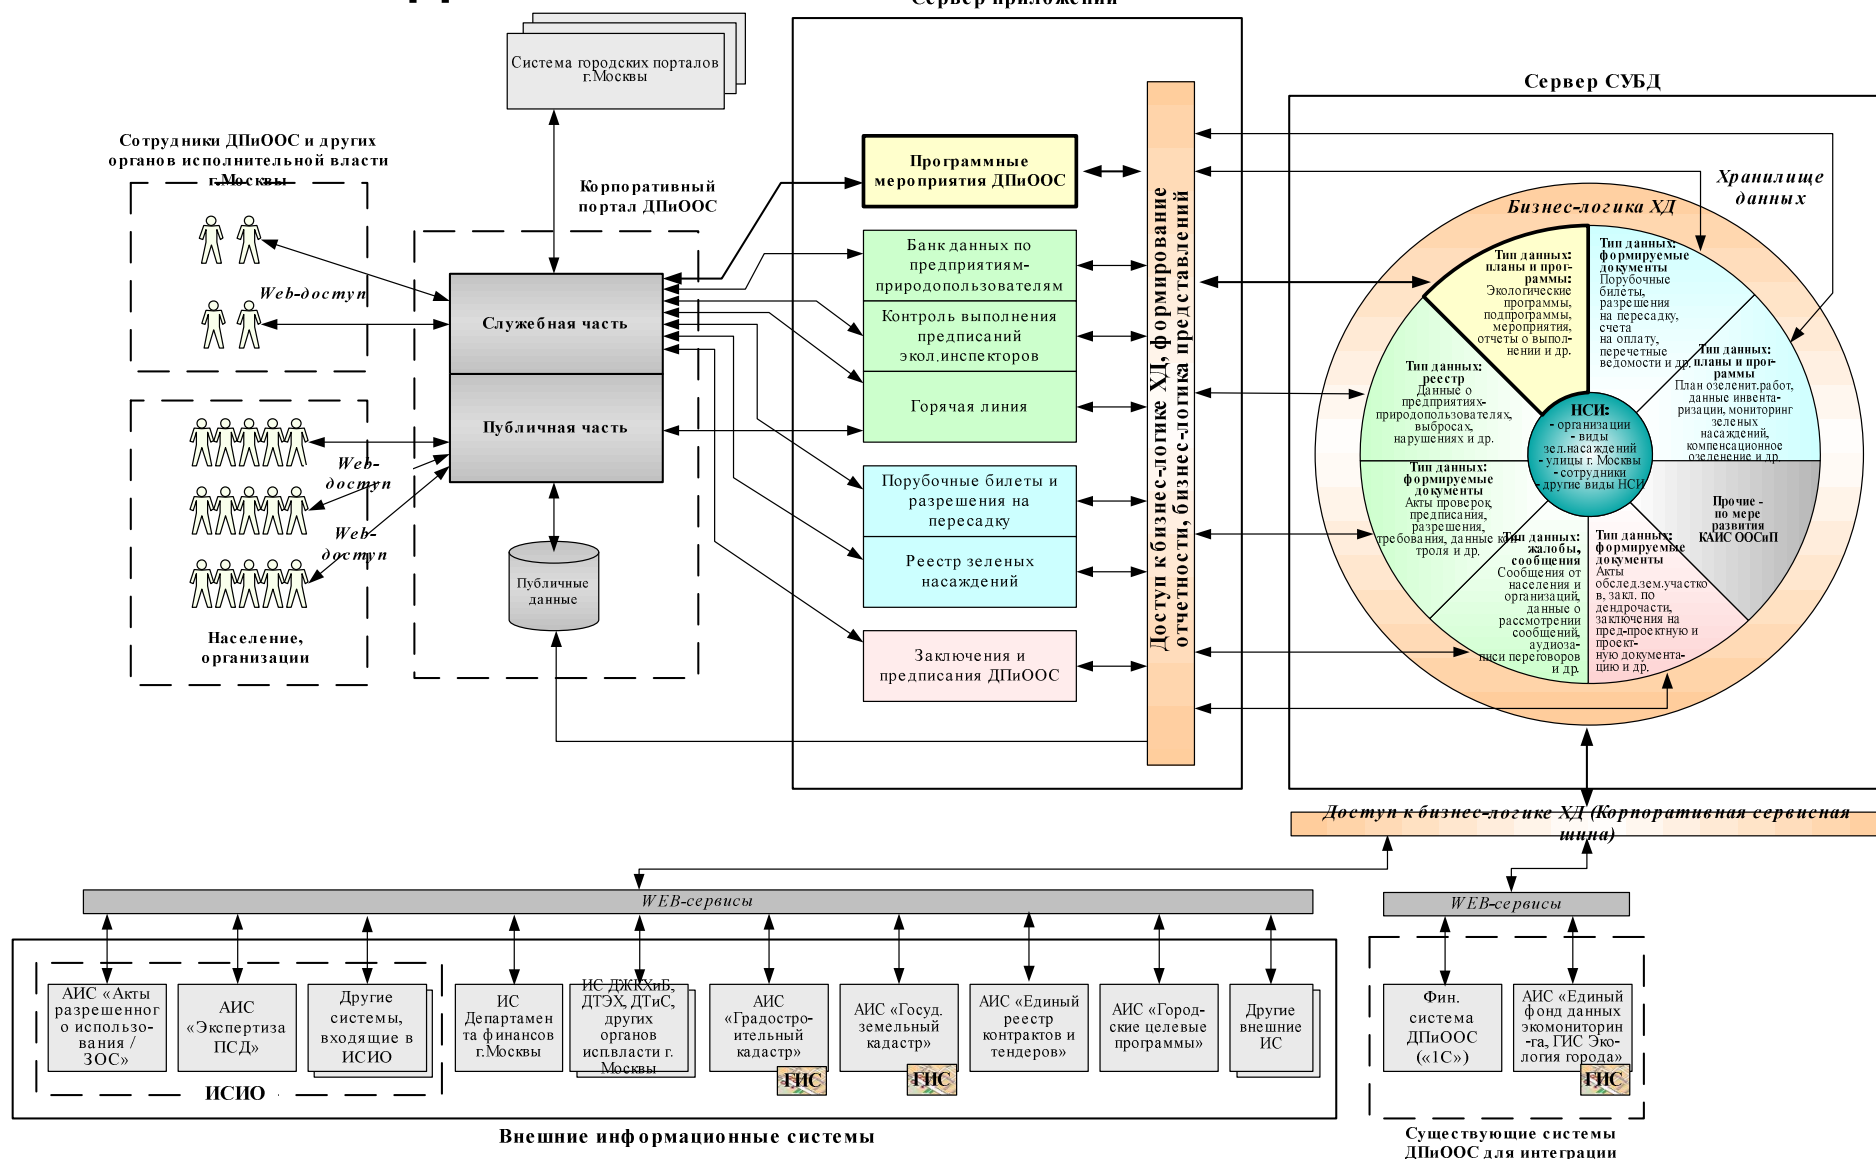 Сервер приложений
Система городских порталов
г.Москвы
Сервер СУБД
Сотрудники ДПиООС и других
органов исполнительной власти
г.Москвы
Корпоративный
портал ДПиООС
Web-доступ
Служебная часть
Публичная часть
Web-
доступ
Web-
доступ
Население,
организации
Публичные
данные
Программные
мероприятия ДПиООС
Банк данных по
предприятиям-
природопользователям
Контроль выполнения
предписаний
экол.инспекторов
Горячая линия
Порубочные билеты и
разрешения на
пересадку
Реестр зеленых
насаждений
Заключения и
предписания ДПиООС
Доступ к бизнес-логике ХД, формирование
отчетности, бизнес-логика представлений
Хранилище
данных
Бизнес-логика ХД
Тип данных:
планы и прог-
раммы:
Экологические
программы,
подпрограммы,
мероприятия,
отчеты о выпол-
нении и др.
Тип данных:
формируемые
документы
Порубочные
билеты,
разрешения
на пересадку,
счета
на оплату,
перечетные
ведомости и др.
Тип данных:
планы и прог-
раммы
План озеленит.работ,
данные инвента-
ризации, мониторинг
зеленых
насаждений,
компенсационное
озеленение и др.
Тип данных:
реестр
Данные о
предприятиях-
природопользователях,
выбросах,
нарушениях и др.
НСИ:
- организации
- виды
зел.насаждений
- улицы г. Москвы
- сотрудники
- другие виды НСИ
Тип данных:
формируемые
документы
Акты проверок,
предписания,
разрешения,
требования, данные кон-
троля и др.
Прочие -
по мере
развития
КАИС ООСиП
Тип данных:
жалобы,
сообщения
Сообщения от
населения и
организаций,
данные о
рассмотрении
сообщений,
аудиоза-
писи переговоров
и др.
Тип данных:
формируемые
документы
Акты
обслед.зем.участко
в, закл. по
дендрочасти,
заключения на
пред-проектную и
проект-
ную документа-
цию и др.
Доступ к бизнес-логике ХД (Корпоративная сервисная
шина)
WEB-сервисы
WEB-сервисы
АИС «Акты
разрешенног
о использо-
вания /
ЗОС»
АИС
«Экспертиза
ПСД»
Другие
системы,
входящие в
ИСИО
ИСИО
ИС
Департамен
та финансов
г.Москвы
ИС ДЖКХиБ,
ДТЭХ, ДТиС,
других
органов
исп.власти г.
Москвы
АИС
«Градостро-
ительный
кадастр»
ГИС
АИС «Госуд.
земельный
кадастр»
ГИС
АИС «Единый
реестр
контрактов и
тендеров»
АИС «Город-
ские целевые
программы»
Другие
внешние
ИС
Внешние информационные системы
Фин.
система
ДПиООС
(«1С»)
АИС «Единый
фонд данных
экомониторин
-га, ГИС Эко-
логия города»
ГИС
Существующие системы
ДПиООС для интеграции